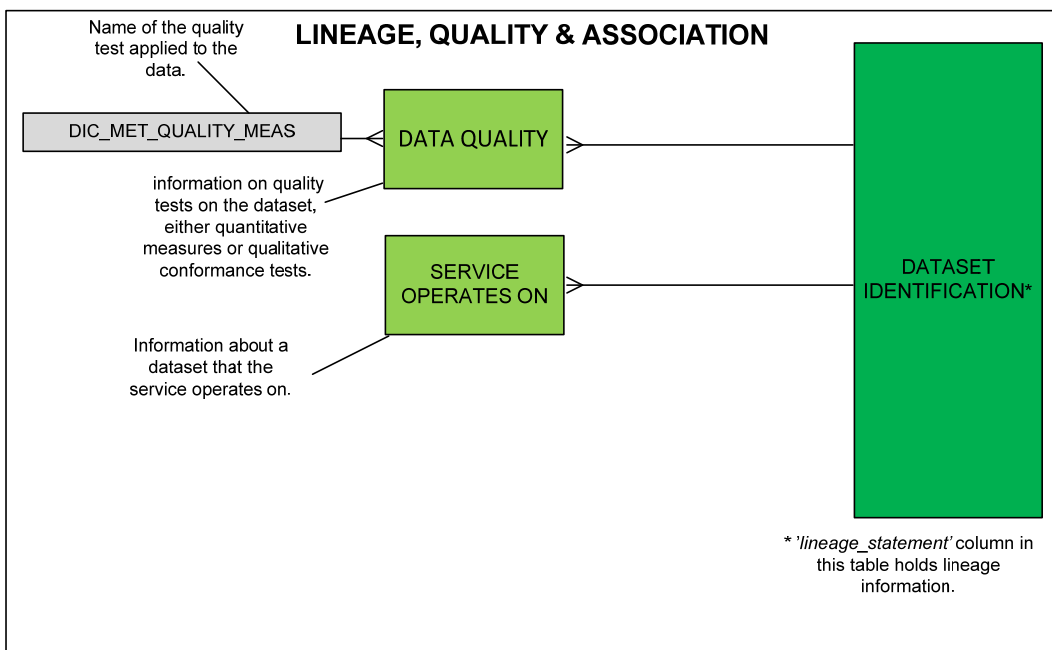 LINEAGE, QUALITY & ASSOCIATION
Name of the quality
test applied to the
data.
DIC_MET_QUALITY_MEAS
DATA QUALITY
information on quality
tests on the dataset,
either quantitative
measures or qualitative
conformance tests.
SERVICE
OPERATES ON
Information about a
dataset that the
service operates on.
DATASET
IDENTIFICATION*
* 'lineage_statement' column in
this table holds lineage
information.